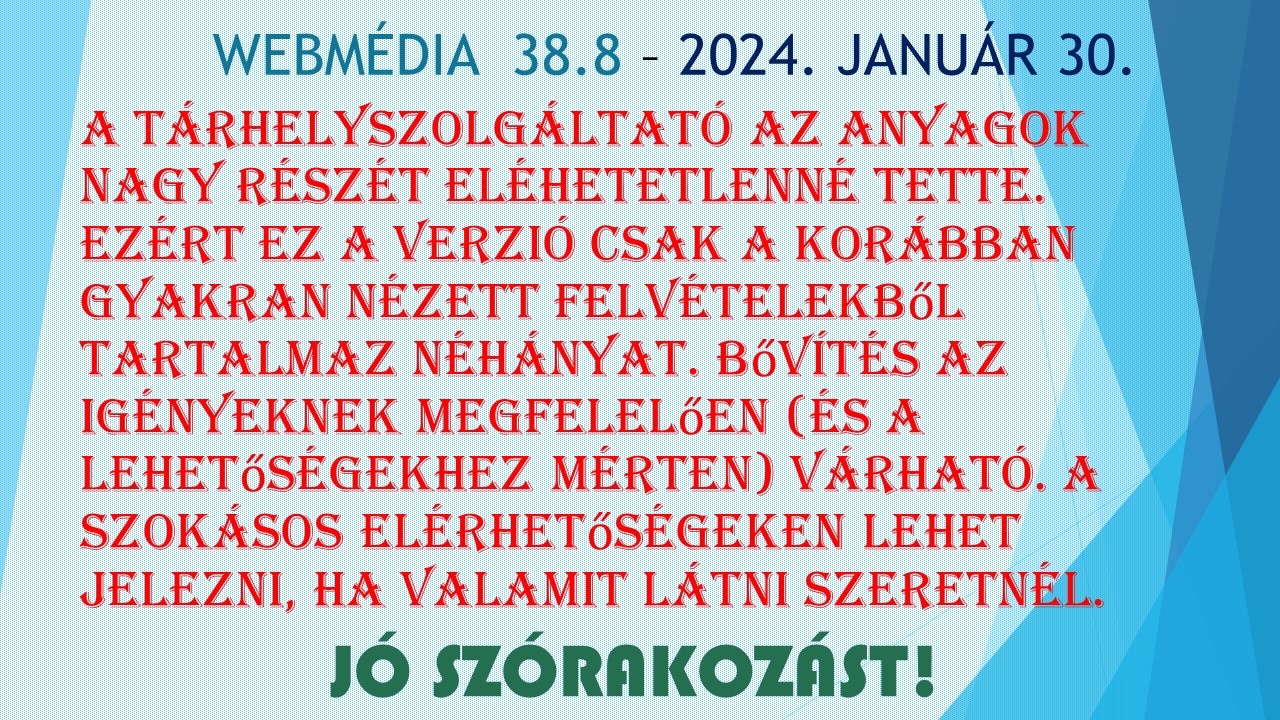 WEBMÉDIA 38.8 – 2024. JANUÁR 30.
A TÁRHELYSZOLGÁLTATÓ AZ ANYAGOK
NAGY RÉSZÉT ELÉHETETLENNÉ TETTE.
EZÉRT EZ A VERZIÓ CSAK A KORÁBBAN
GYAKRAN NÉZETT FELVÉTELEKBőL
TARTALMAZ NÉHÁNYAT. BőVÍTÉS AZ
IGÉNYEKNEK MEGFELELőEN (ÉS A
LEHETőSÉGEKHEZ MÉRTEN) VÁRHATÓ. A
SZOKÁSOS ELÉRHETőSÉGEKEN LEHET
JELEZNI, HA VALAMIT LÁTNI SZERETNÉL.
JÓ SZÓRAKOZÁST!